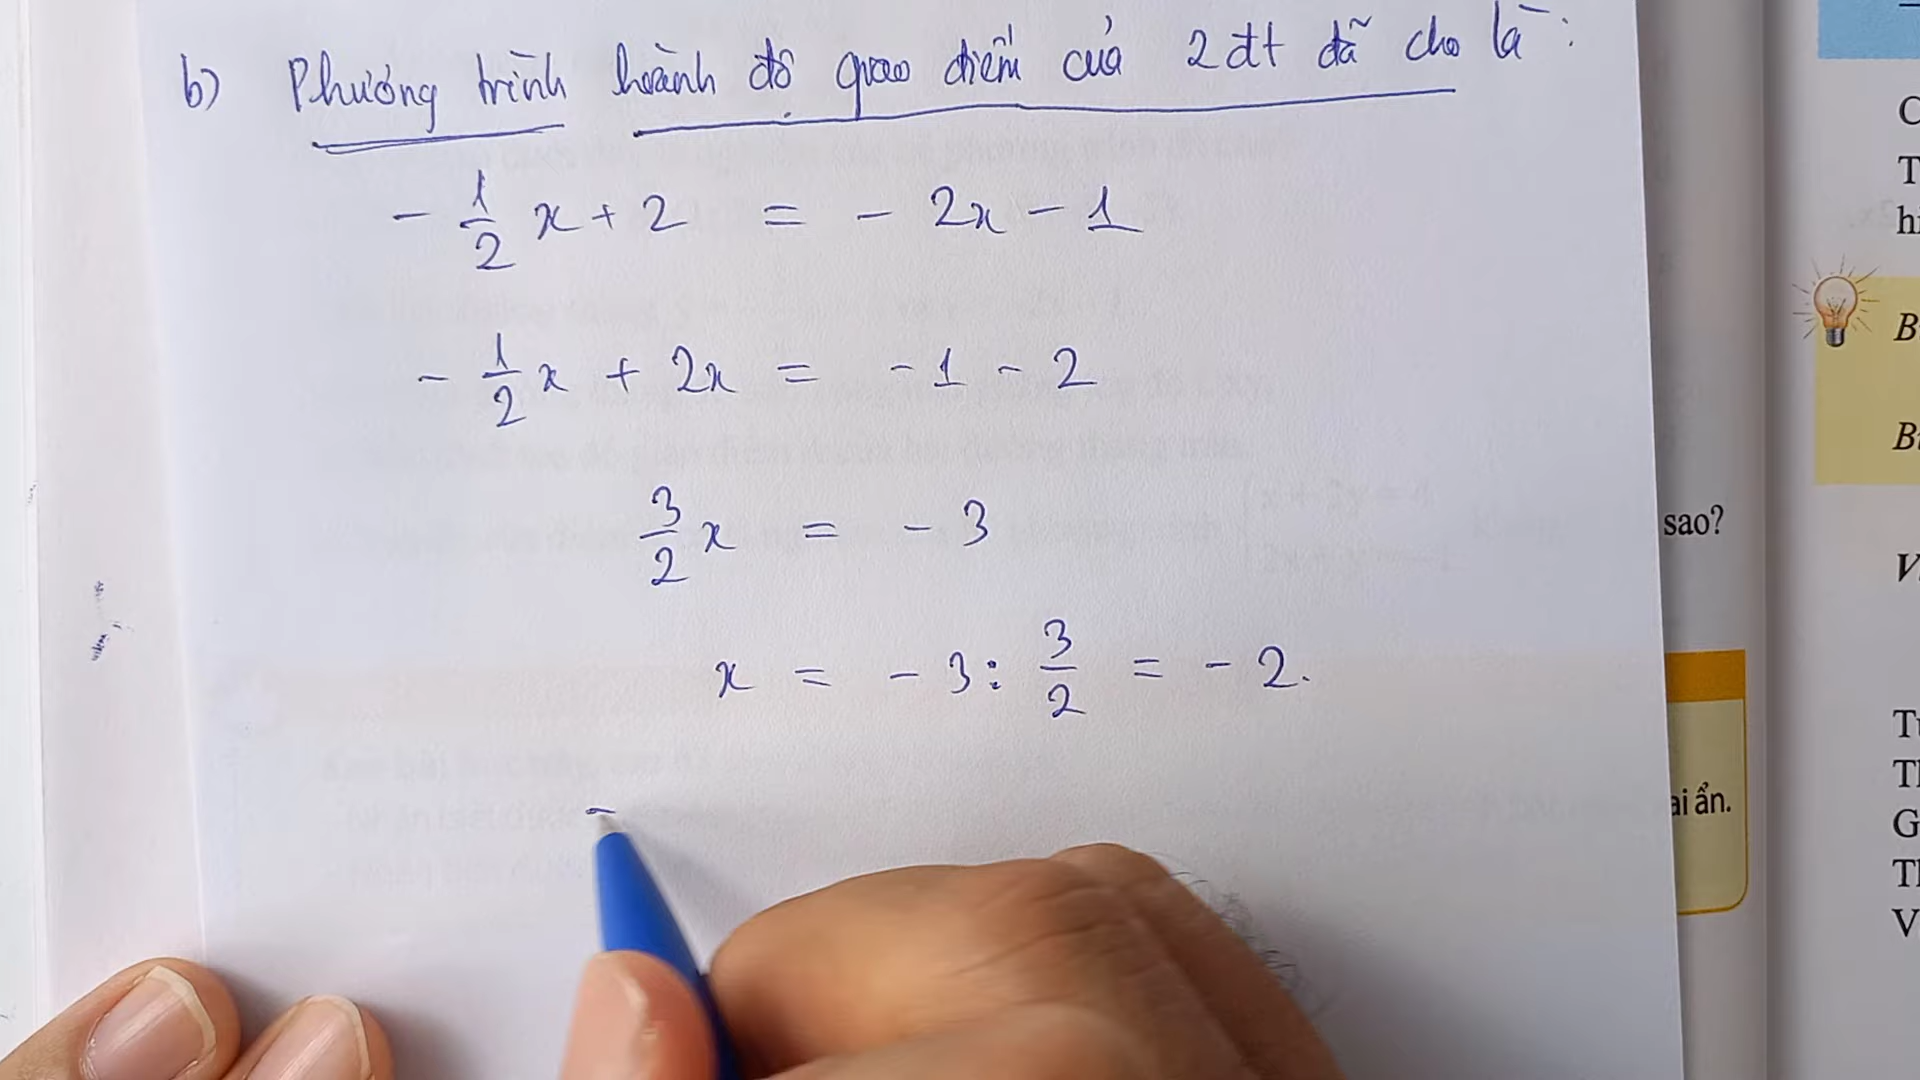 b) Phương trình hoành độ giao điểm của 2 đt đã cho là:
- 1/2 x + 2 = - 2x - 1
- 1/2 x + 2x = - 1 - 2
3/2 x = - 3
x = - 3 : 3/2 = - 2.
sao?
ai ẩn.